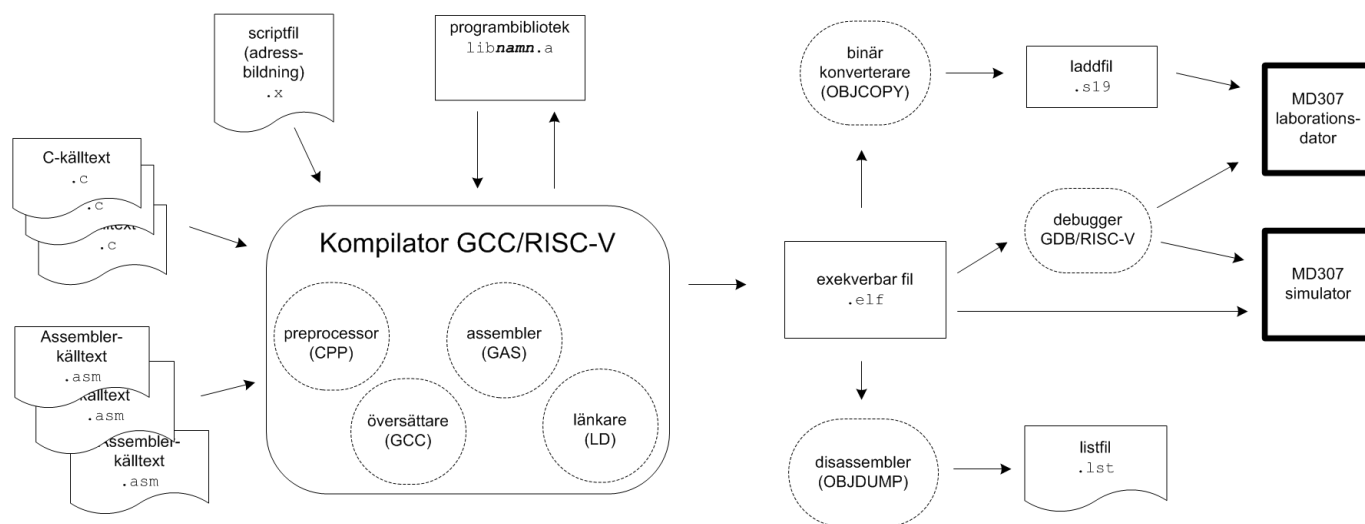 scriptfil
(adress-
bildning)
.x
programbibliotek
libnamn.a
C-källtext
.c
.c
.c
Assembler-
källtext
.asm
källtext
.asm
Assembler-
källtext
.asm
Kompilator GCC/RISC-V
preprocessor
(CPP)
assembler
(GAS)
översättare
(GCC)
länkare
(LD)
binär
konverterare
(OBJCOPY)
laddfil
.s19
MD307
laborations-
dator
debugger
GDB/RISC-V
exekverbar fil
.elf
MD307
simulator
disassembler
(OBJDUMP)
listfil
.lst